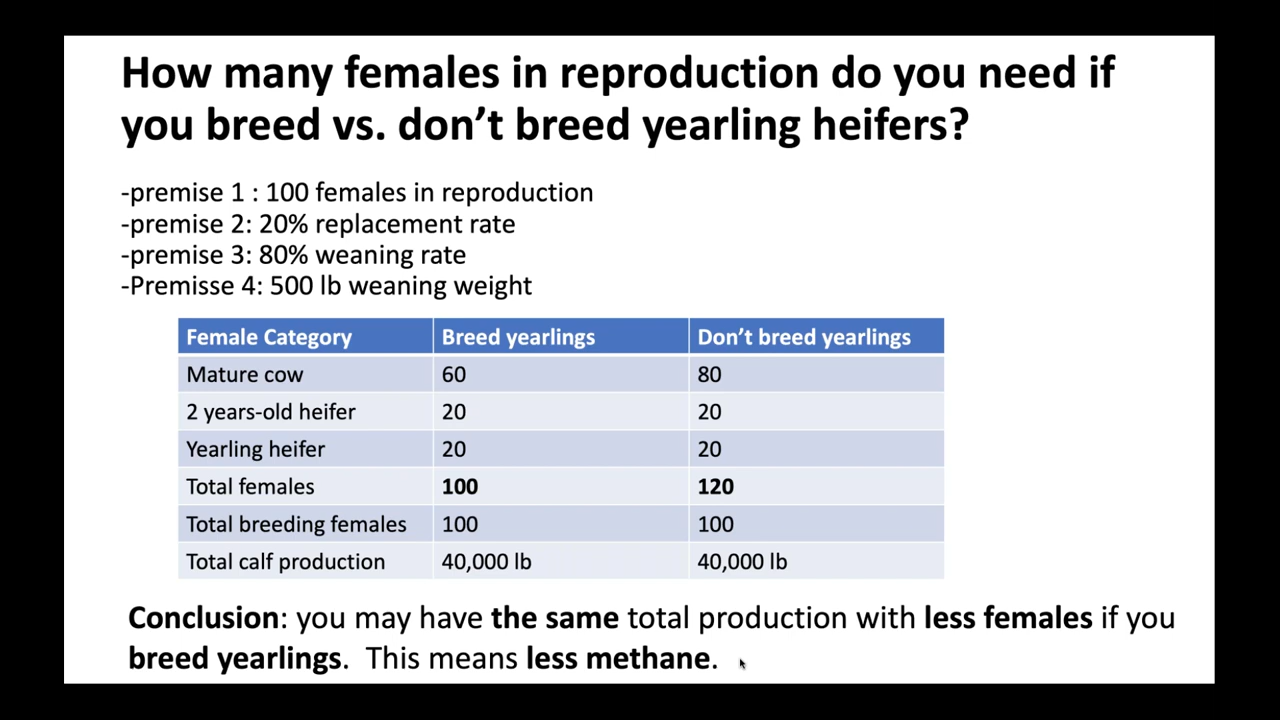 How many females in reproduction do you need if
you breed vs. don’t breed yearling heifers?
-premise 1 : 100 females in reproduction
-premise 2: 20% replacement rate
-premise 3: 80% weaning rate
-Premisse 4: 500 lb weaning weight
Female Category Breed yearlings Don’t breed yearlings
Mature cow 60 80
2 years-old heifer 20 20
Yearling heifer 20 20
Total females 100 120
Total breeding females 100 100
Total calf production 40,000 lb 40,000 lb
Conclusion: you may have the same total production with less females if you
breed yearlings. This means less methane.